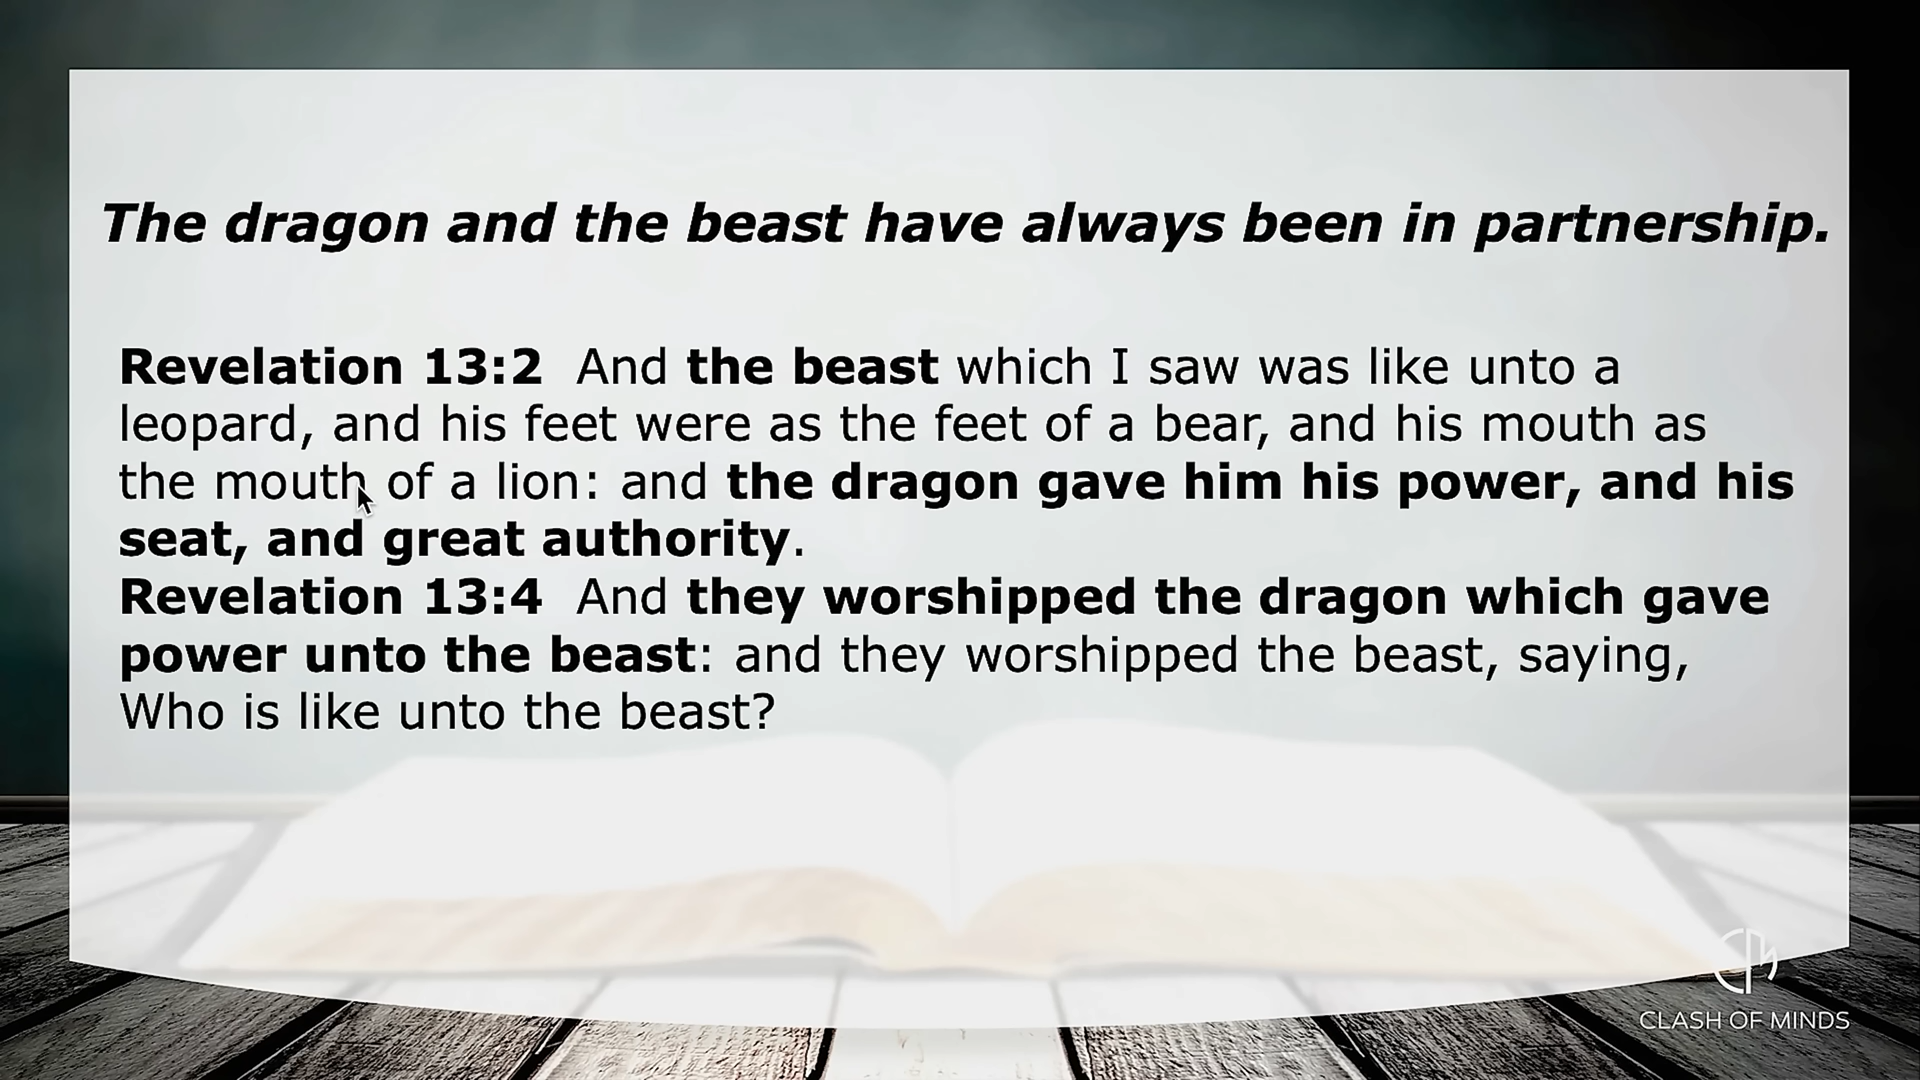 The dragon and the beast have always been in partnership.
Revelation 13:2 And the beast which I saw was like unto a
leopard, and his feet were as the feet of a bear, and his mouth as
the mouth of a lion: and the dragon gave him his power, and his
seat, and great authority.
Revelation 13:4 And they worshipped the dragon which gave
power unto the beast: and they worshipped the beast, saying,
Who is like unto the beast?
CLASH OF MINDS